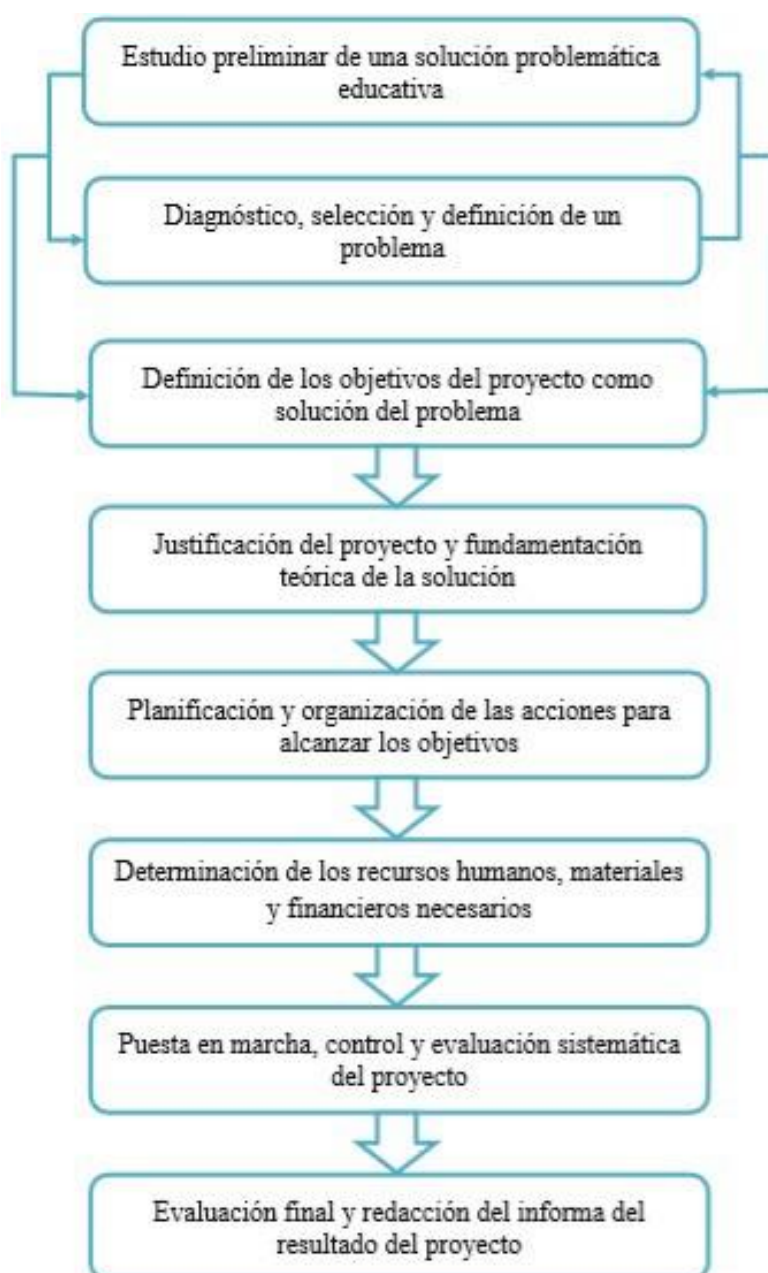 Estudio preliminar de una solución problemática
educativa
Diagnóstico, selección y definición de un
problema
Definición de los objetivos del proyecto como
solución del problema
Justificación del proyecto y fundamentación
teórica de la solución
Planificación y organización de las acciones para
alcanzar los objetivos
Determinación de los recursos humanos, materiales
y financieros necesarios
Puesta en marcha, control y evaluación sistemática
del proyecto
Evaluación final y redacción del informa del
resultado del proyecto